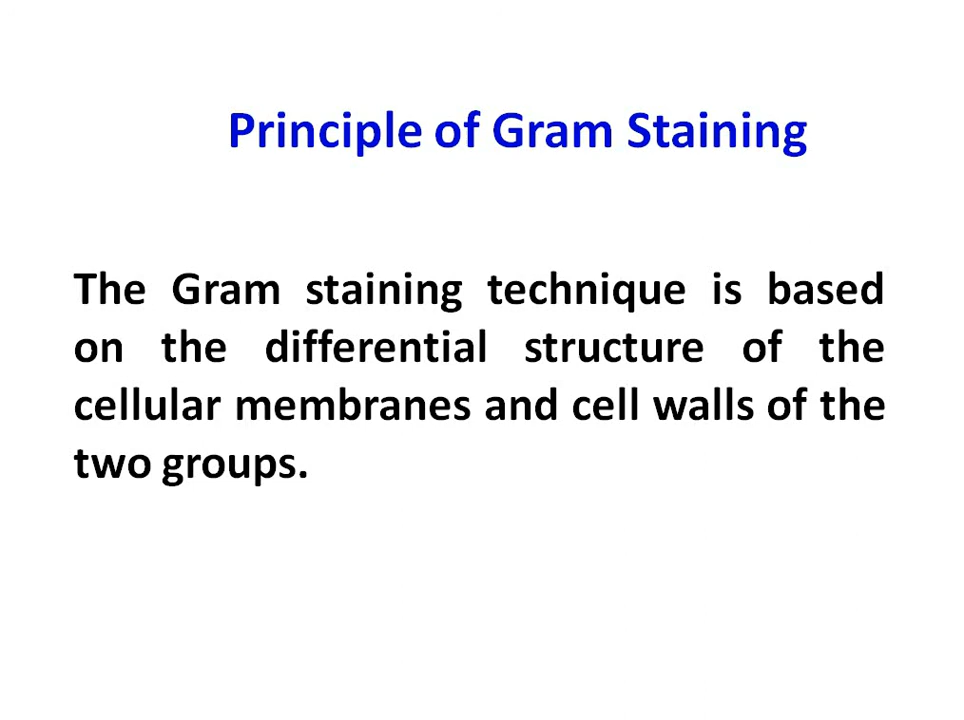 Principle of Gram Staining
The Gram staining technique is based
on the differential structure of the
cellular membranes and cell walls of the
two groups.